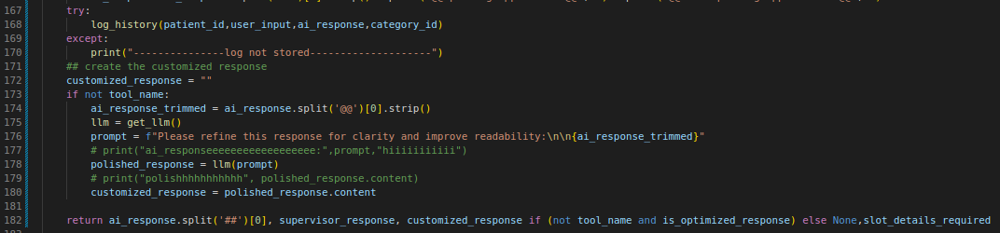 167 try:
168 log_history(patient_id,user_input,ai_response,category_id)
169 except:
170 print("---------------log not stored--------------------")
171 ## create the customized response
172 customized_response = ""
173 if not tool_name:
174 ai_response_trimmed = ai_response.split('@@')[0].strip()
175 llm = get_llm()
176 prompt = f"Please refine this response for clarity and improve readability:\n\n{ai_response_trimmed}"
177 # print("ai_responseeeeeeeeeeeeeeeeee:",prompt,"hiiiiiiiiiii")
178 polished_response = llm(prompt)
179 # print("polishhhhhhhhhhh", polished_response.content)
180 customized_response = polished_response.content
181
182 return ai_response.split('##')[0], supervisor_response, customized_response if (not tool_name and is_optimized_response) else None,slot_details_required